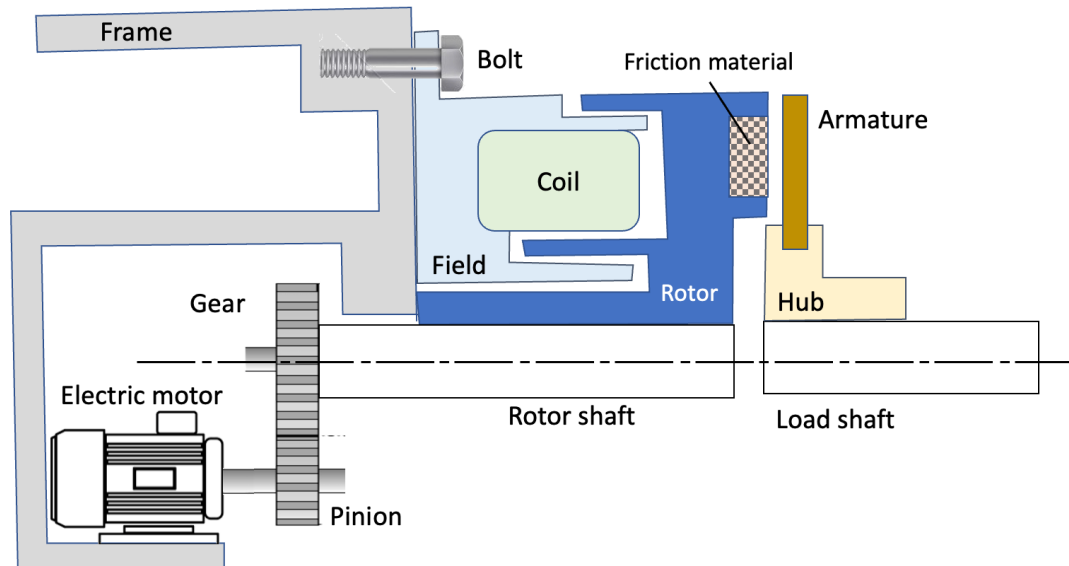 Frame
Bolt
Friction material
Armature
Coil
Field
Rotor
Hub
Gear
Electric motor
Rotor shaft
Load shaft
Pinion